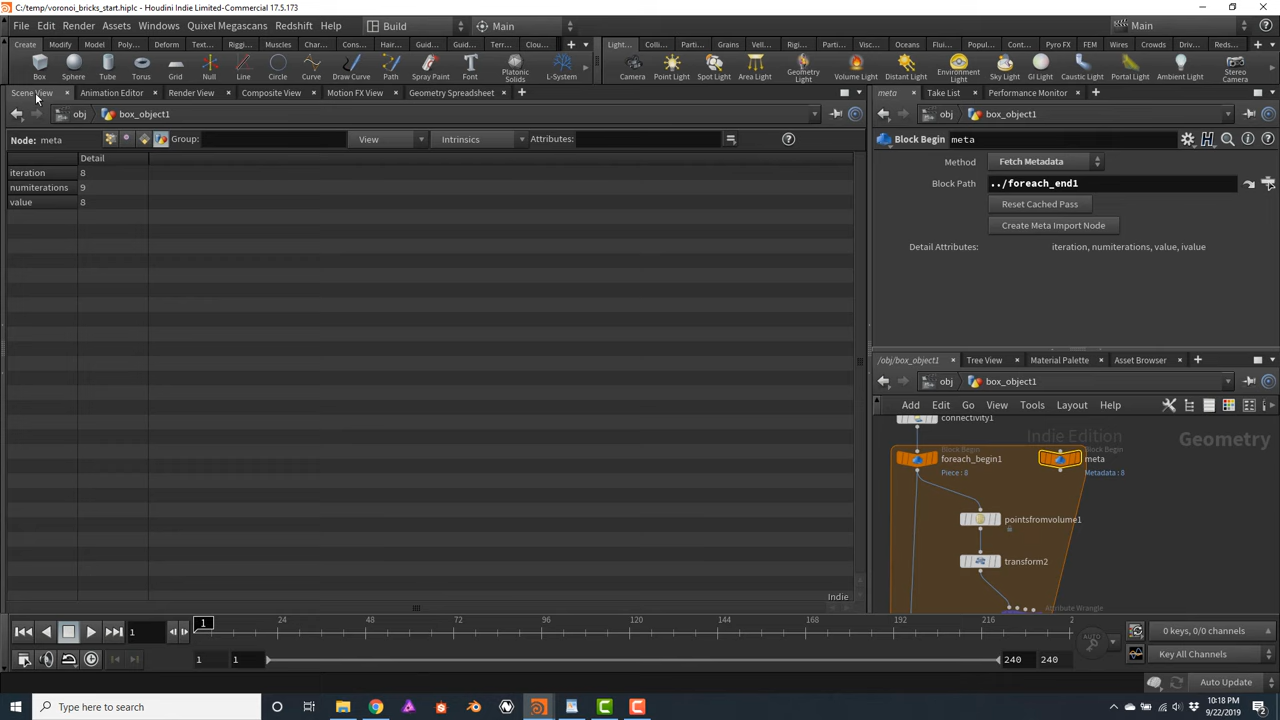 C:/temp/voronoi_bricks_start.hiplc - Houdini Indie Limited-Commercial 17.5.173
File Edit Render Assets Windows Quixel Megascans Redshift Help Build Main Main
Create Modify Model Poly... Deform Text... Riggi... Muscles Char... Cons... Hair... Guid... Guid... Terr... Clou... Light... Colli... Parti... Grains Vell... Rigi... Parti... Visc... Oceans Flui... Popul... Cont... Pyro FX FEM Wires Crowds Driv... Reds...
Box Sphere Tube Torus Grid Null Line Circle Curve Draw Curve Path Spray Paint Font Platonic Solids L-System Camera Point Light Spot Light Area Light Geometry Light Volume Light Distant Light Environment Light Sky Light GI Light Caustic Light Portal Light Ambient Light Stereo Camera
Scene View Animation Editor Render View Composite View Motion FX View Geometry Spreadsheet
meta Take List Performance Monitor
obj box_object1
obj box_object1
Node: meta Group: View Intrinsics Attributes:
Block Begin meta
Detail
iteration 8
numiterations 9
value 8
Method Fetch Metadata
Block Path ../foreach_end1
Reset Cached Pass
Create Meta Import Node
Detail Attributes: iteration, numiterations, value, ivalue
/obj/box_object1 Tree View Material Palette Asset Browser
obj box_object1
Add Edit Go View Tools Layout Help
connectivity1
Indie Edition
Geometry
Block Begin
foreach_begin1
Piece : 8
Block Begin
meta
Metadata : 8
pointsfromvolume1
transform2
Attribute Wrangle
Indie
1 1 24 48 72 96 120 144 168 192 216 2
1 1 240 240
AUTO
0 keys, 0/0 channels
Key All Channels
Auto Update
Type here to search
10:18 PM
9/22/2019
2